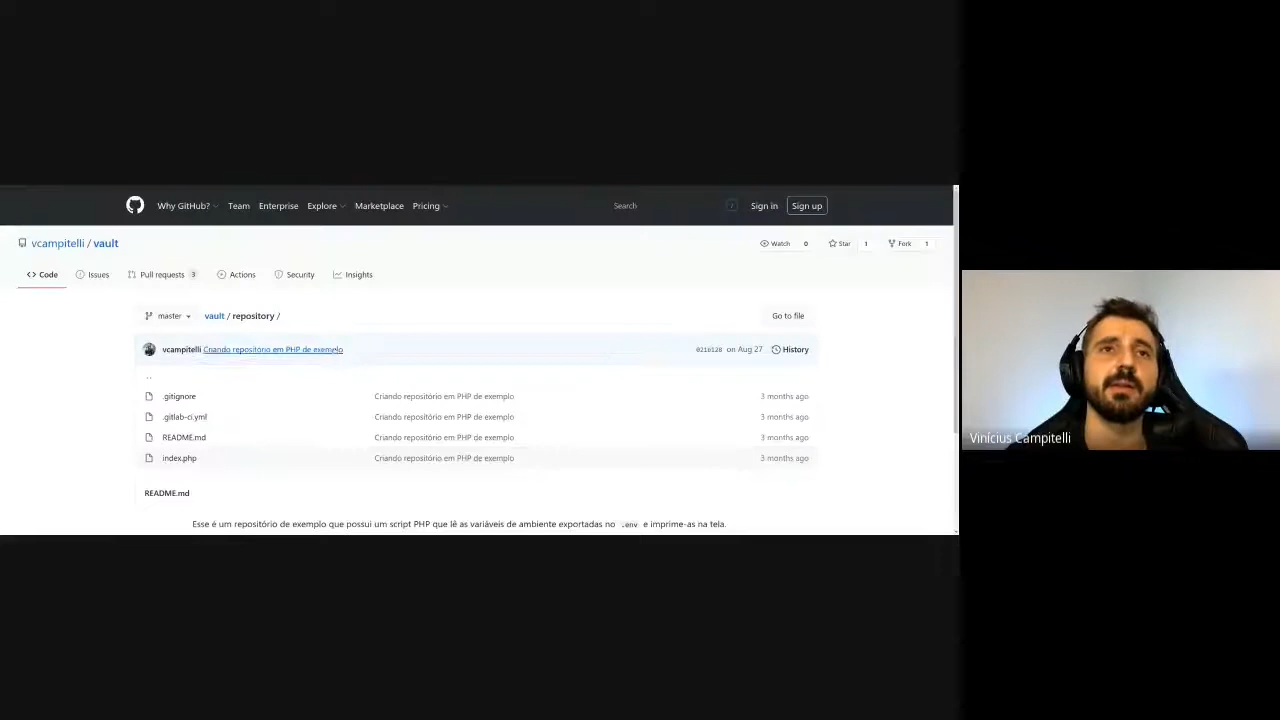 Why GitHub? Team Enterprise Explore Marketplace Pricing Search / Sign in Sign up
vcampitelli / vault Watch 0 Star 1 Fork 1
Code Issues Pull requests 3 Actions Security Insights
master vault / repository / Go to file
vcampitelli Criando repositório em PHP de exemplo 0210128 on Aug 27 History
..
.gitignore Criando repositório em PHP de exemplo 3 months ago
.gitlab-ci.yml Criando repositório em PHP de exemplo 3 months ago
README.md Criando repositório em PHP de exemplo 3 months ago
index.php Criando repositório em PHP de exemplo 3 months ago
README.md
Esse é um repositório de exemplo que possui um script PHP que lê as variáveis de ambiente exportadas no .env e imprime-as na tela.
Vinícius Campitelli